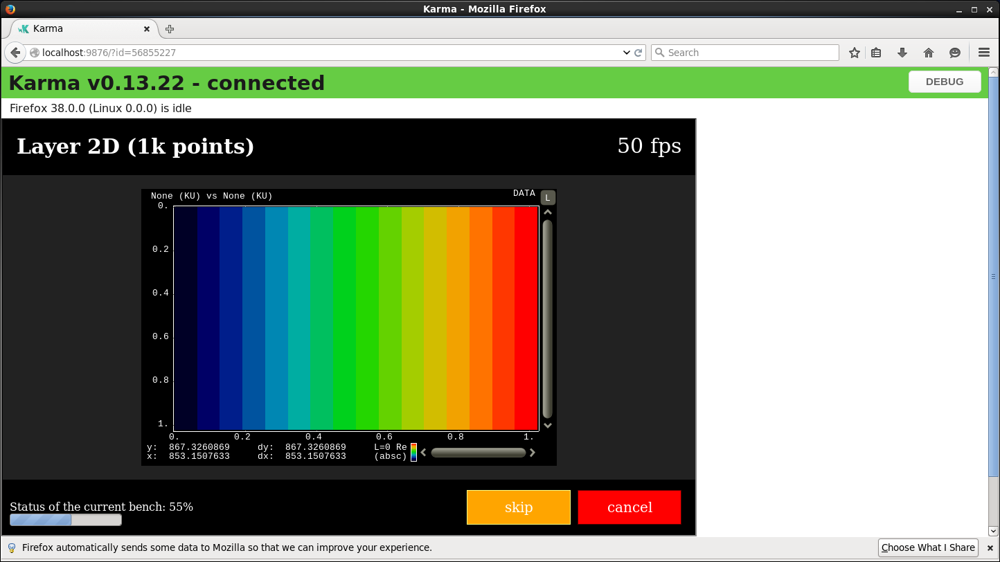 Karma - Mozilla Firefox
Karma
localhost:9876/?id=56855227
Search
Karma v0.13.22 - connected
DEBUG
Firefox 38.0.0 (Linux 0.0.0) is idle
Layer 2D (1k points)
50 fps
None (KU) vs None (KU)
DATA
L
0.
0.2
0.4
0.6
0.8
1.
0. 0.2 0.4 0.6 0.8 1.
y: 867.3260869 dy: 867.3260869 L=0 Re
x: 853.1507633 dx: 853.1507633 (absc)
Status of the current bench: 55%
skip
cancel
Firefox automatically sends some data to Mozilla so that we can improve your experience.
Choose What I Share